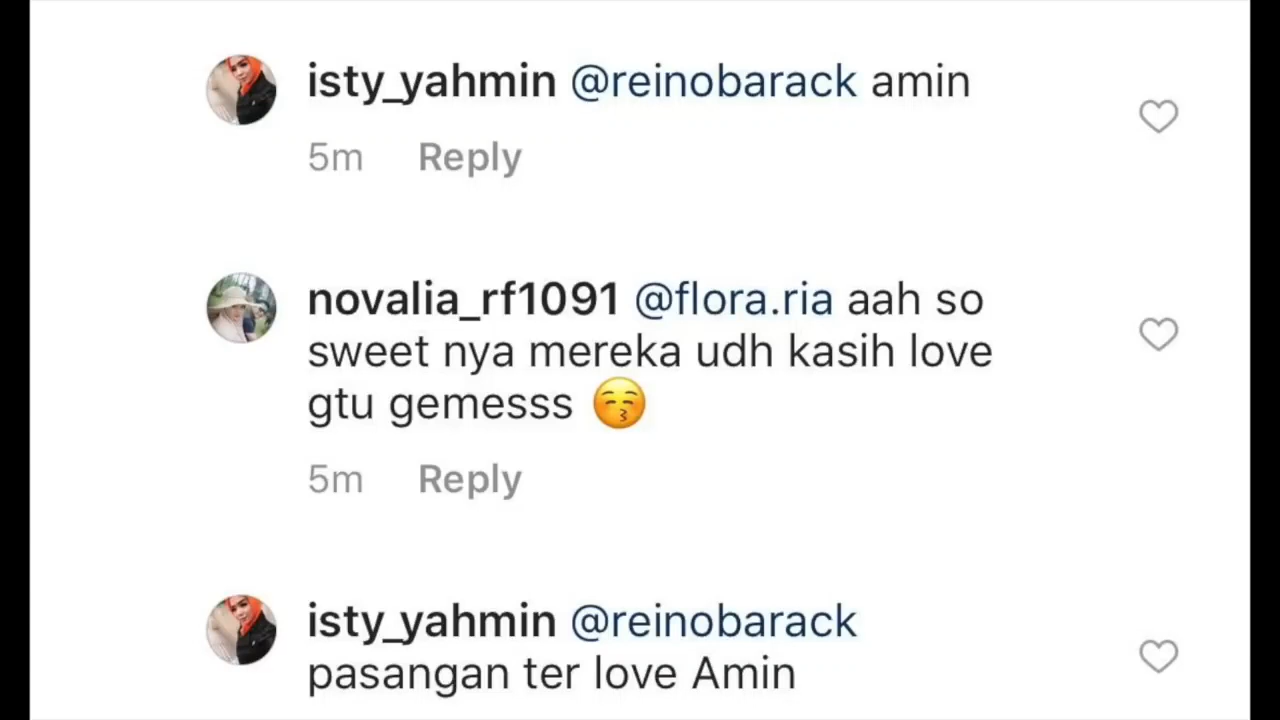 isty_yahmin @reinobarack amin
5m Reply
novalia_rf1091 @flora.ria aah so
sweet nya mereka udh kasih love
gtu gemesss 😚
5m Reply
isty_yahmin @reinobarack
pasangan ter love Amin